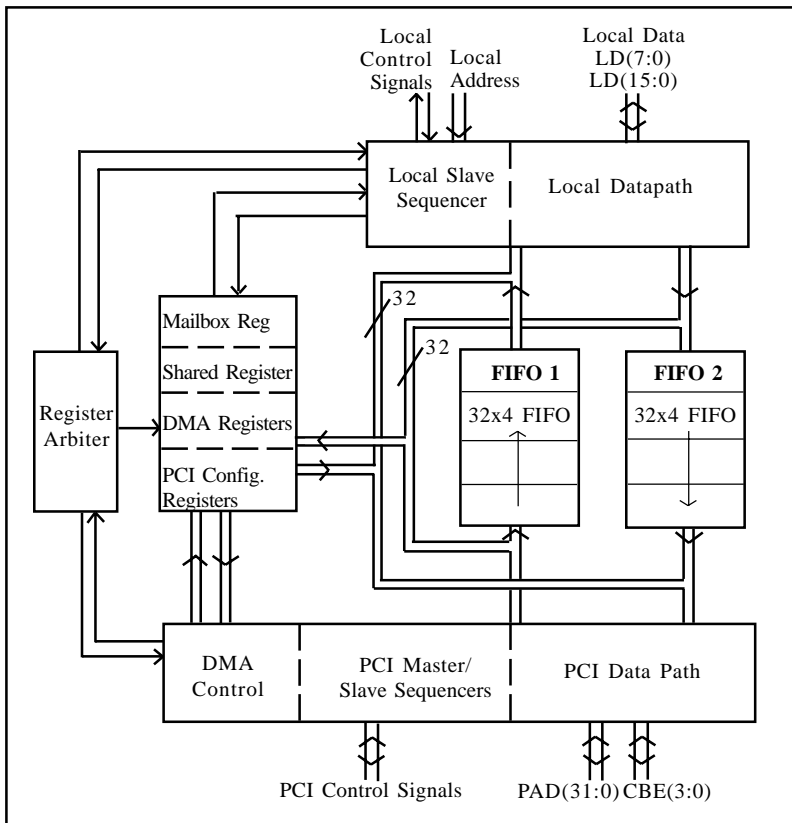 Local
Control
Signals
Local
Address
Local Data
LD(7:0)
LD(15:0)
Local Slave
Sequencer
Local Datapath
32
32
Mailbox Reg
Shared Register
DMA Registers
PCI Config.
Registers
Register
Arbiter
FIFO 1
32x4 FIFO
FIFO 2
32x4 FIFO
DMA
Control
PCI Master/
Slave Sequencers
PCI Data Path
PCI Control Signals
PAD(31:0) CBE(3:0)